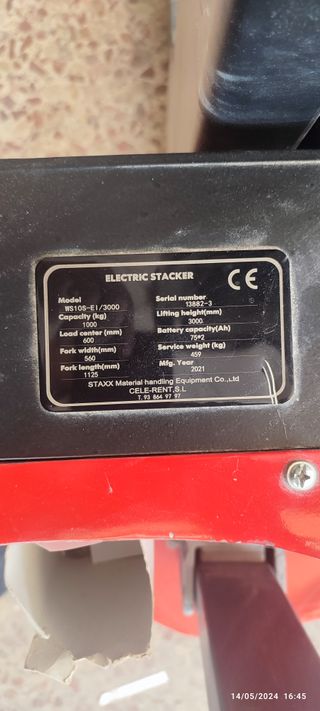 ELECTRIC STACKER
CE
Model
WS10S-EI/3000
Serial number
13882-3
Capacity (kg)
1000
Lifting height(mm)
3000
Load center (mm)
600
Battery capacity(Ah)
75*2
Fork width(mm)
560
Service weight (kg)
459
Fork length(mm)
1125
Mfg. Year
2021
STAXX Material handling Equipment Co.,Ltd
CELE-RENT,S.L
T. 93 864 97 97
14/05/2024 16:45